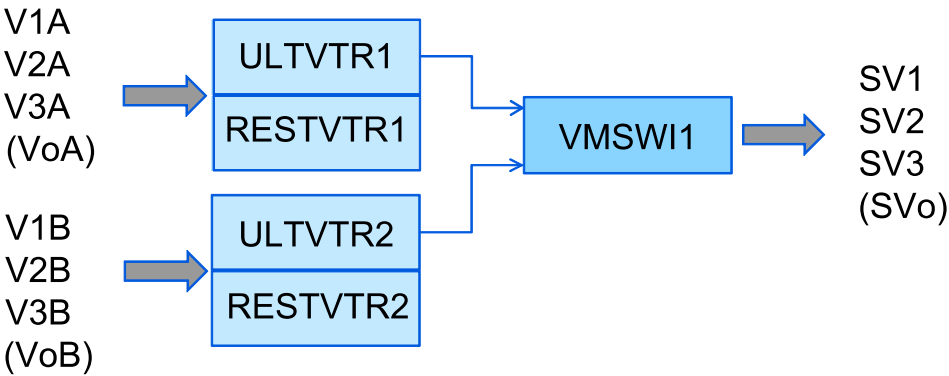 V1A
V2A
V3A
(VoA)
ULTVTR1
RESTVTR1
V1B
V2B
V3B
(VoB)
ULTVTR2
RESTVTR2
VMSWI1
SV1
SV2
SV3
(SVo)